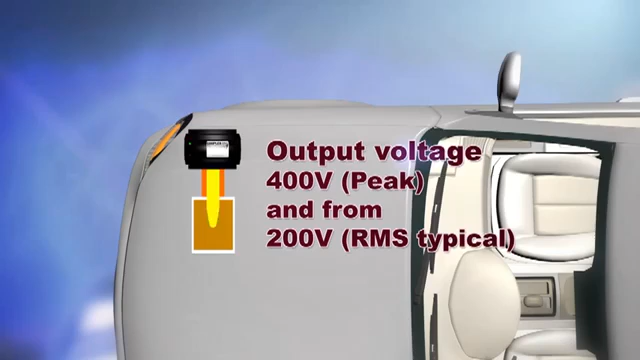 Output voltage
400V (Peak)
and from
200V (RMS typical)